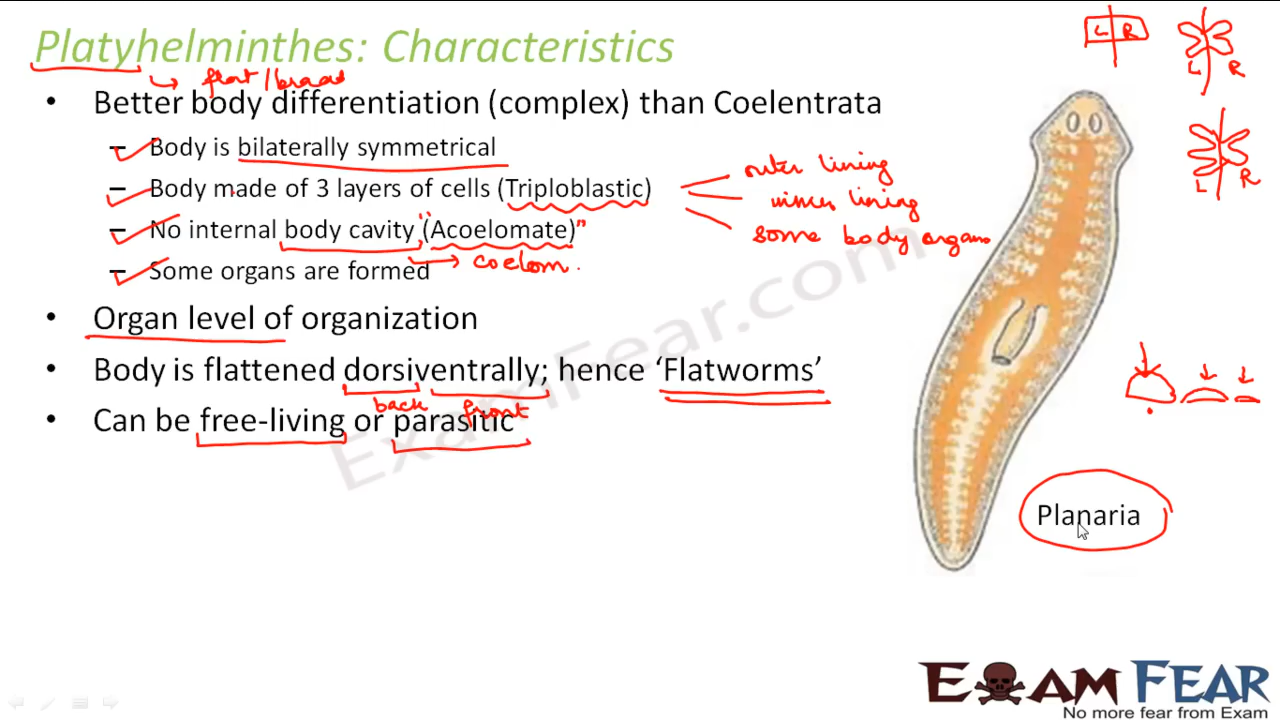 Platyhelminthes: Characteristics
flat/broad
• Better body differentiation (complex) than Coelentrata
– Body is bilaterally symmetrical
– Body made of 3 layers of cells (Triploblastic)
outer lining
inner lining
some body organs
– No internal body cavity "(Acoelomate)"
coelom.
– Some organs are formed
• Organ level of organization
• Body is flattened dorsiventrally; hence ‘Flatworms’
back front
• Can be free-living or parasitic
L R
L R
L R
Planaria
ExamFear.com
EXAM FEAR
No more fear from Exam